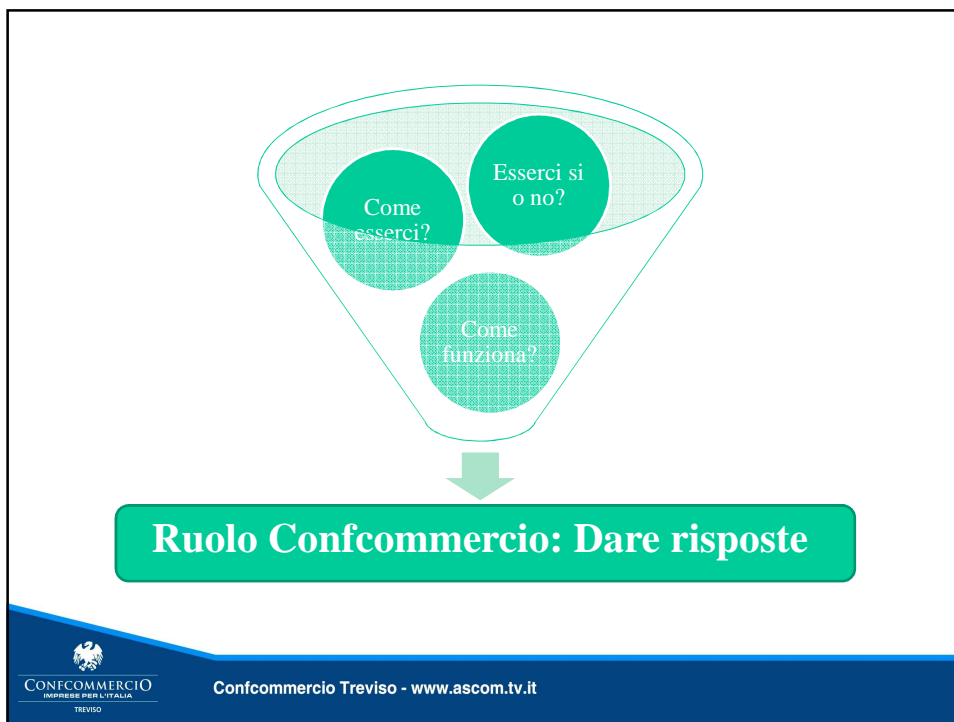 Esserci si
o no?
Come
esserci?
Come
funziona?
Ruolo Confcommercio: Dare risposte
CONFCOMMERCIO
IMPRESE PER L'ITALIA
TREVISO
Confcommercio Treviso - www.ascom.tv.it